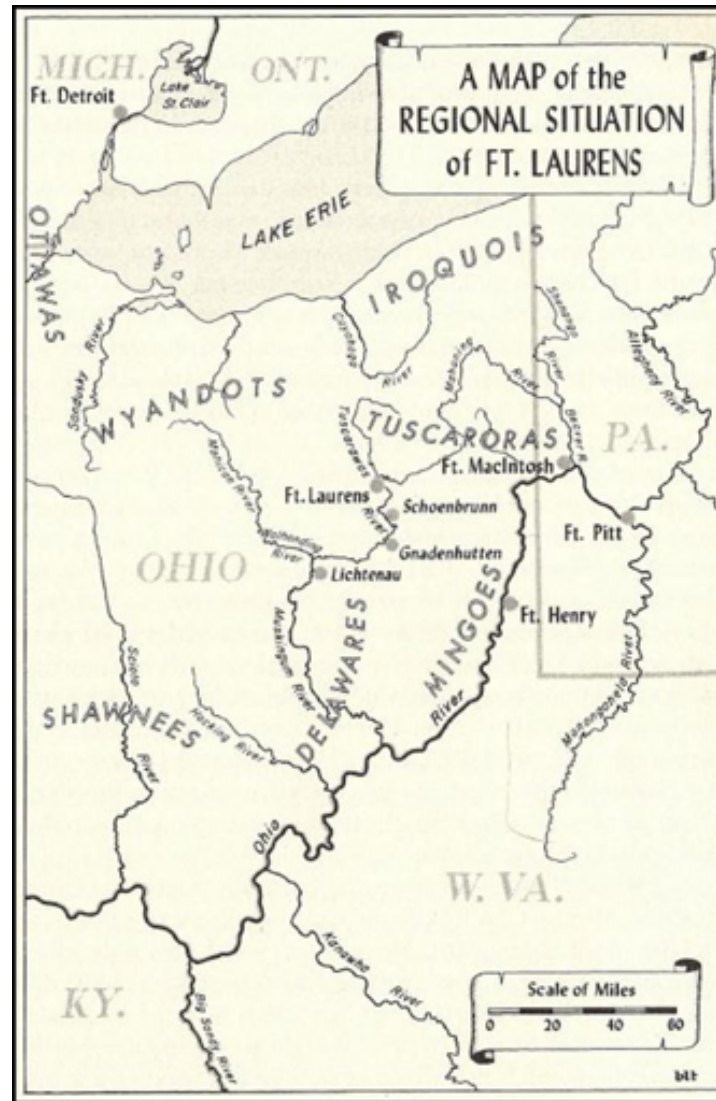 A MAP of the
REGIONAL SITUATION
of FT. LAURENS
MICH.
ONT.
Lake
St Clair
Ft. Detroit
LAKE ERIE
OTTAWAS
IROQUOIS
Cuyahoga
River
Shenango
River
Mahoning
River
Allegheny River
Sandusky River
WYANDOTS
Beaver R.
TUSCARORAS
PA.
Tuscarawas
River
Mohican River
Ft. MacIntosh
Ft. Laurens
Schoenbrunn
Ft. Pitt
Walhonding
River
Gnadenhutten
OHIO
Lichtenau
Ft. Henry
MINGOES
DELAWARES
Muskingum River
Monongahela River
Scioto
River
SHAWNEES
Hocking River
Ohio
River
W. VA.
Kanawha
River
KY.
Big Sandy River
Scale of Miles
0 20 40 60
blt